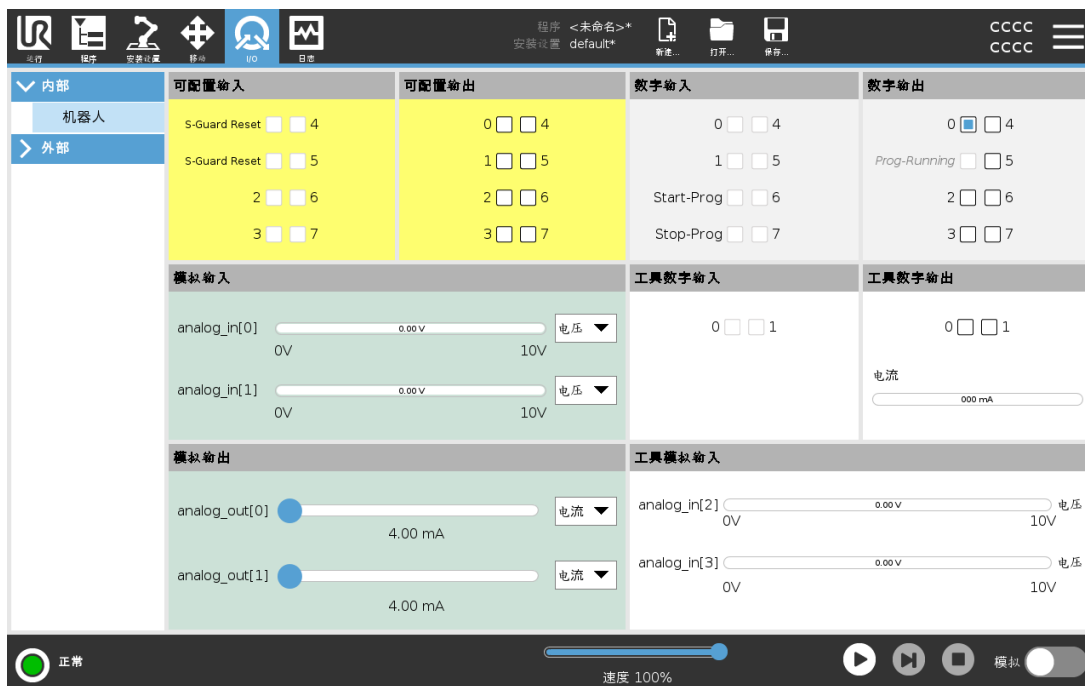 程序 <未命名>*
安装设置 default*
CCCC
CCCC
运行 程序 安装设置 移动 I/O 日志 新建... 打开... 保存...
内部
机器人
外部
可配置输入 可配置输出 数字输入 数字输出
S-Guard Reset 4 0 4 0 4 0 4
S-Guard Reset 5 1 5 1 5 Prog-Running 5
2 6 2 6 Start-Prog 6 2 6
3 7 3 7 Stop-Prog 7 3 7
模拟输入 工具数字输入 工具数字输出
analog_in[0] 0.00 V 电压 0 1 0 1
0V 10V
电流
analog_in[1] 0.00 V 电压 000 mA
0V 10V
模拟输出 工具模拟输入
analog_out[0] 电流 analog_in[2] 0.00 V 电压
4.00 mA 0V 10V
analog_out[1] 电流 analog_in[3] 0.00 V 电压
4.00 mA 0V 10V
正常 速度 100% 模拟